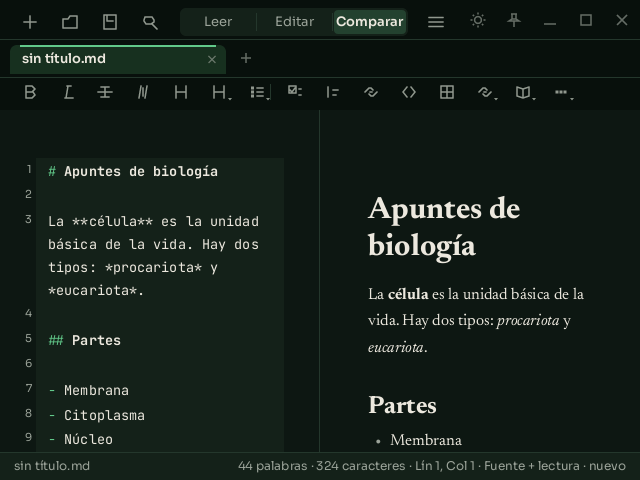 Leer Editar Comparar
sin título.md
1 # Apuntes de biología
2
3 La **célula** es la unidad
básica de la vida. Hay dos
tipos: *procariota* y
*eucariota*.
4
5 ## Partes
6
7 - Membrana
8 - Citoplasma
9 - Núcleo
Apuntes de
biología
La célula es la unidad básica de la
vida. Hay dos tipos: procariota y
eucariota.
Partes
• Membrana
sin título.md 44 palabras · 324 caracteres · Lín 1, Col 1 · Fuente + lectura · nuevo